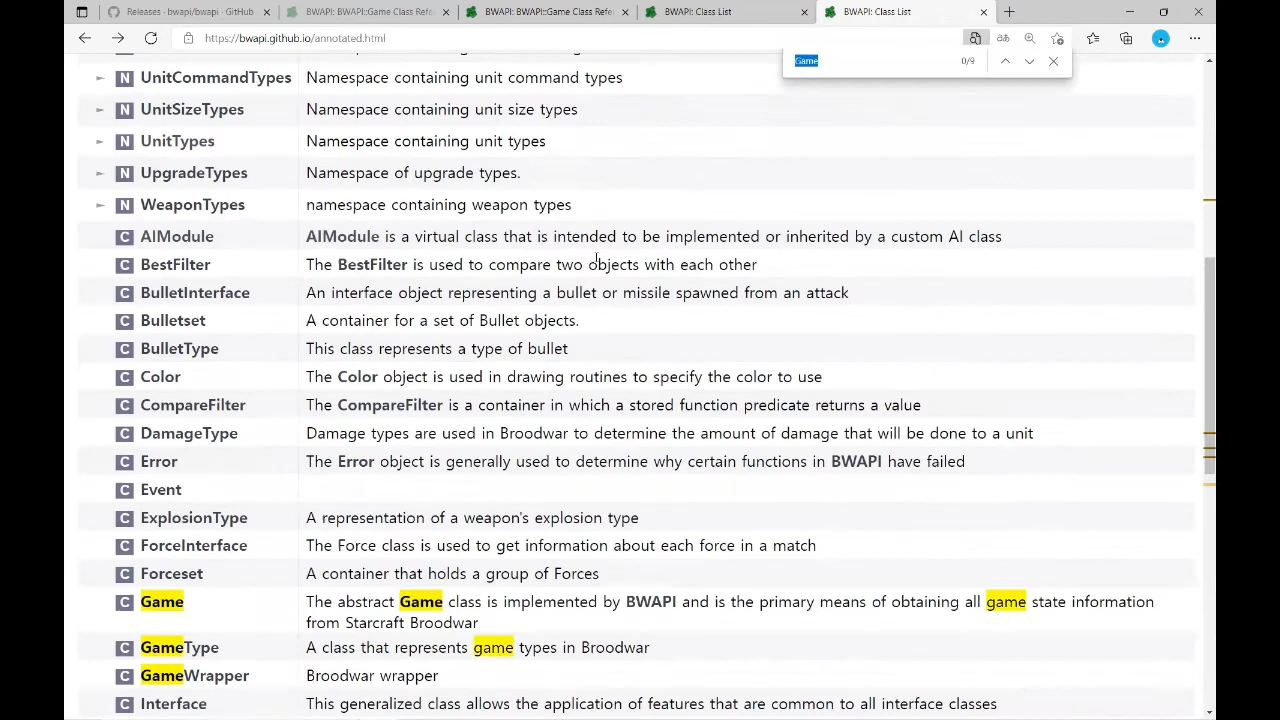 Releases · bwapi/bwapi · GitHub
BWAPI: BWAPI::Game Class Refe
BWAPI: BWAPI::Game Class Refe
BWAPI: Class List
BWAPI: Class List
https://bwapi.github.io/annotated.html
Game 0/9
UnitCommandTypes Namespace containing unit command types
N UnitSizeTypes Namespace containing unit size types
N UnitTypes Namespace containing unit types
N UpgradeTypes Namespace of upgrade types.
N WeaponTypes namespace containing weapon types
C AIModule AIModule is a virtual class that is intended to be implemented or inherited by a custom AI class
C BestFilter The BestFilter is used to compare two objects with each other
C BulletInterface An interface object representing a bullet or missile spawned from an attack
C Bulletset A container for a set of Bullet objects.
C BulletType This class represents a type of bullet
C Color The Color object is used in drawing routines to specify the color to use
C CompareFilter The CompareFilter is a container in which a stored function predicate returns a value
C DamageType Damage types are used in Broodwar to determine the amount of damage that will be done to a unit
C Error The Error object is generally used to determine why certain functions in BWAPI have failed
C Event
C ExplosionType A representation of a weapon's explosion type
C ForceInterface The Force class is used to get information about each force in a match
C Forceset A container that holds a group of Forces
C Game The abstract Game class is implemented by BWAPI and is the primary means of obtaining all game state information
from Starcraft Broodwar
C GameType A class that represents game types in Broodwar
C GameWrapper Broodwar wrapper
C Interface This generalized class allows the application of features that are common to all interface classes